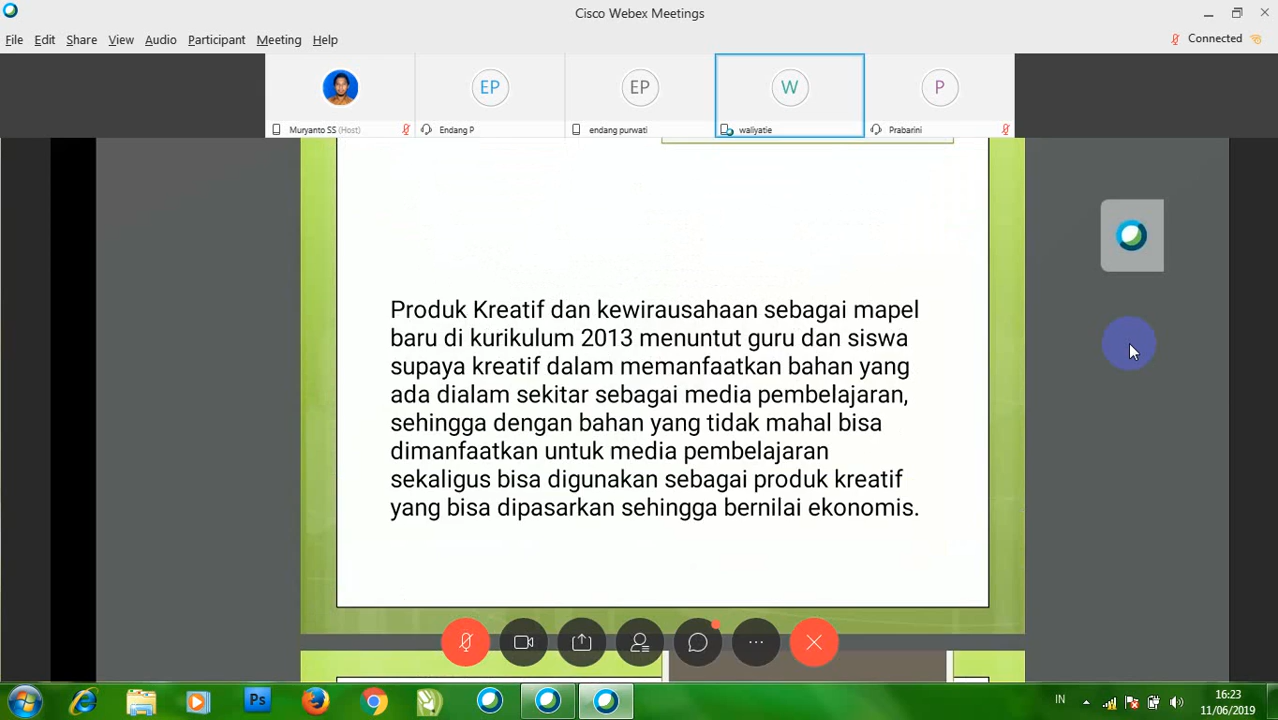 Cisco Webex Meetings
File Edit Share View Audio Participant Meeting Help
Connected
EP EP W P
Muryanto SS (Host) Endang P endang purwati waliyatie Prabarini
Produk Kreatif dan kewirausahaan sebagai mapel
baru di kurikulum 2013 menuntut guru dan siswa
supaya kreatif dalam memanfaatkan bahan yang
ada dialam sekitar sebagai media pembelajaran,
sehingga dengan bahan yang tidak mahal bisa
dimanfaatkan untuk media pembelajaran
sekaligus bisa digunakan sebagai produk kreatif
yang bisa dipasarkan sehingga bernilai ekonomis.
Ps
IN
16:23
11/06/2019